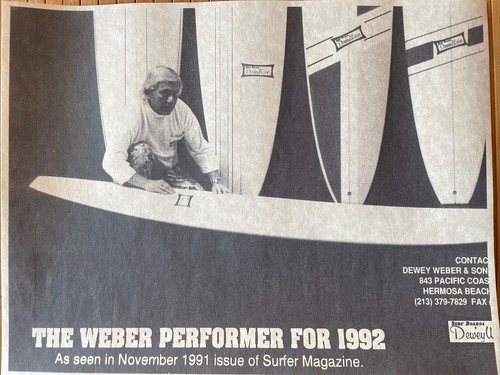 CONTAC
DEWEY WEBER & SON
843 PACIFIC COAS
HERMOSA BEACH
(213) 379-7829 FAX
THE WEBER PERFORMER FOR 1992
As seen in November 1991 issue of Surfer Magazine.